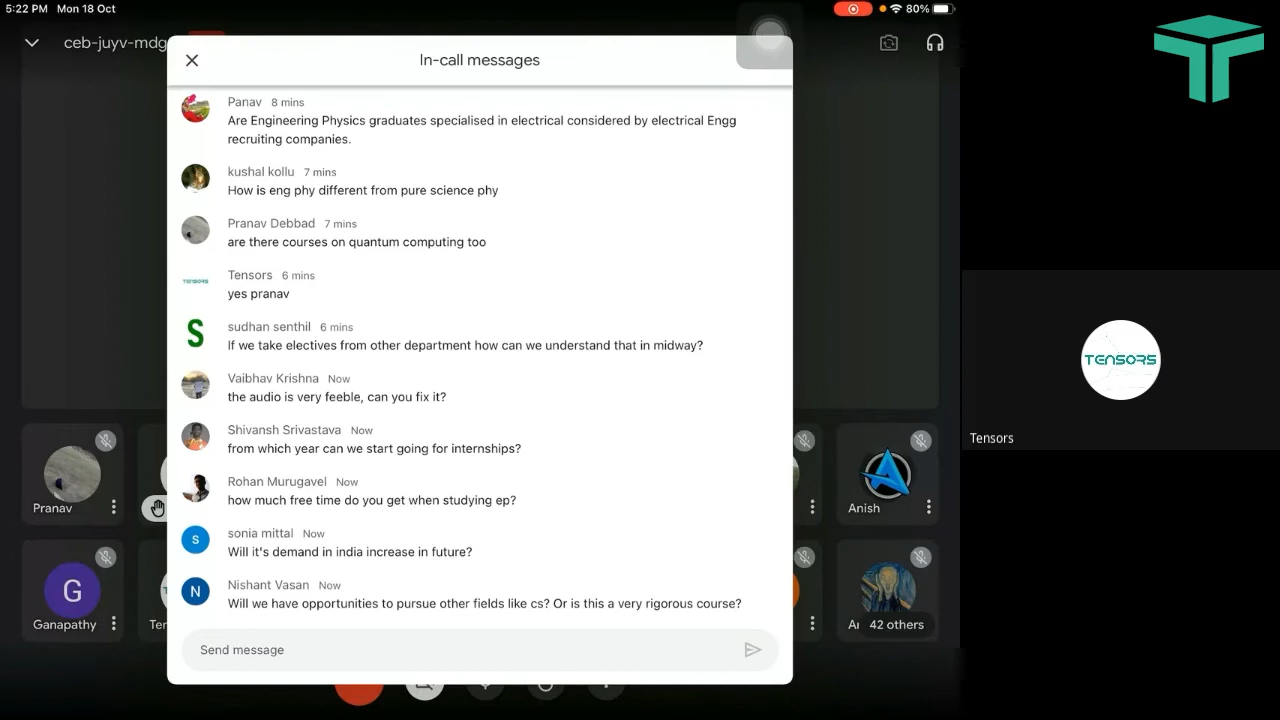 5:22 PM Mon 18 Oct
80%
ceb-juyv-mdg
In-call messages
Panav 8 mins
Are Engineering Physics graduates specialised in electrical considered by electrical Engg
recruiting companies.
kushal kollu 7 mins
How is eng phy different from pure science phy
Pranav Debbad 7 mins
are there courses on quantum computing too
TENSORS
Tensors 6 mins
yes pranav
S
sudhan senthil 6 mins
If we take electives from other department how can we understand that in midway?
Vaibhav Krishna Now
the audio is very feeble, can you fix it?
Shivansh Srivastava Now
from which year can we start going for internships?
Rohan Murugavel Now
how much free time do you get when studying ep?
S
sonia mittal Now
Will it's demand in india increase in future?
N
Nishant Vasan Now
Will we have opportunities to pursue other fields like cs? Or is this a very rigorous course?
Send message
Pranav
Anish
G
Ganapathy
Ter
42 others
TENSORS
Tensors